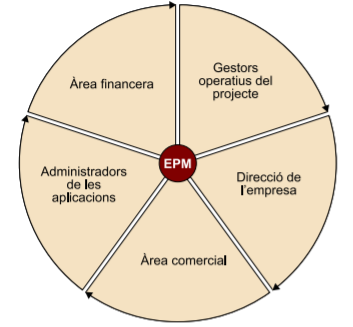 Àrea financera
Gestors
operatius del
projecte
EPM
Administradors
de les
aplicacions
Direcció de
l'empresa
Àrea comercial